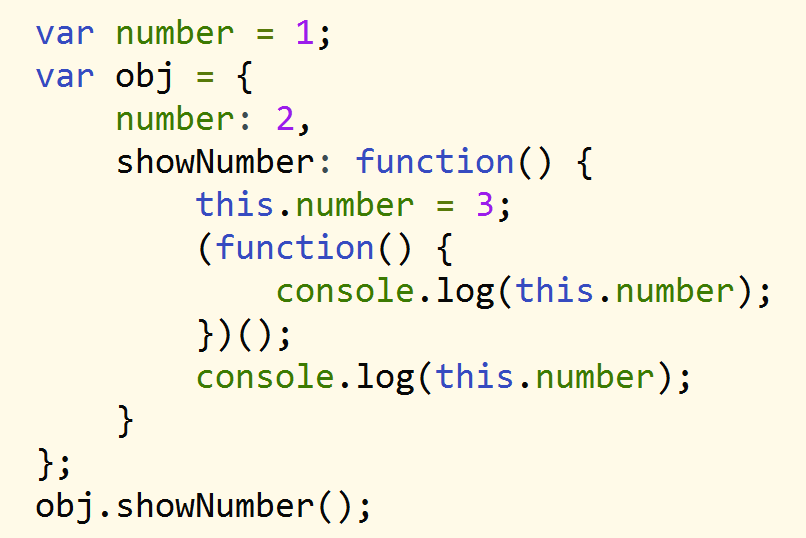 var number = 1;
var obj = {
    number: 2,
    showNumber: function() {
        this.number = 3;
        (function() {
            console.log(this.number);
        })();
        console.log(this.number);
    }
};
obj.showNumber();